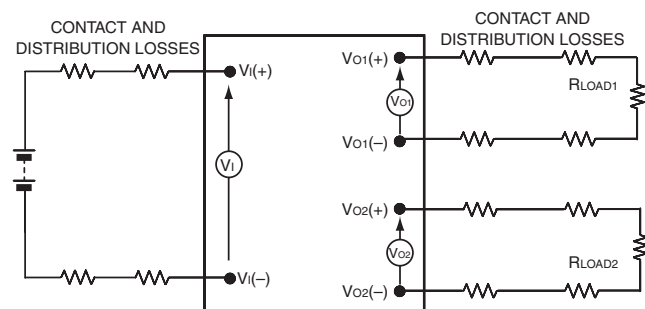 CONTACT AND
DISTRIBUTION LOSSES
CONTACT AND
DISTRIBUTION LOSSES
VI(+)
VI
VI(–)
VO1(+)
VO1
VO1(–)
RLOAD1
VO2(+)
VO2
VO2(–)
RLOAD2